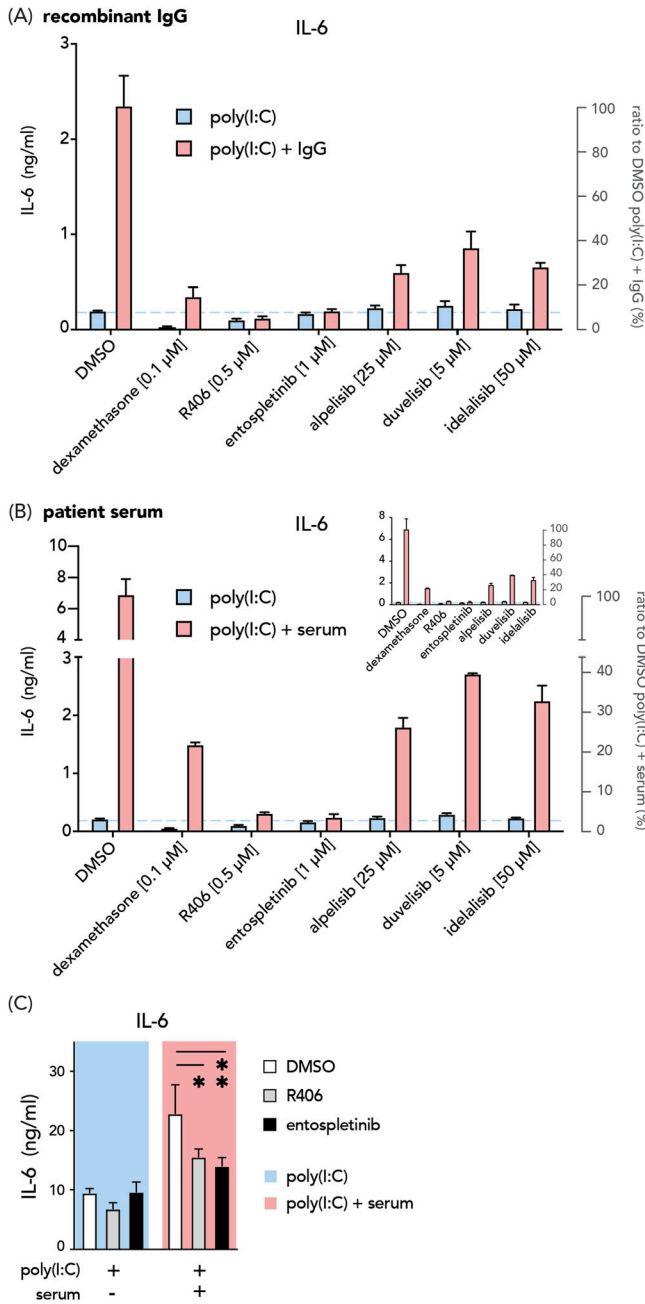 (A) recombinant IgG
IL-6
3
2
1
0
IL-6 (ng/ml)
poly(I:C)
poly(I:C) + IgG
100
80
60
40
20
0
ratio to DMSO
poly(I:C) + IgG (%)
DMSO
dexamethasone [0.1 µM]
R406 [0.5 µM]
entospletinib [1 µM]
alpelisib [25 µM]
duvelisib [5 µM]
idelalisib [50 µM]
(B) patient serum
IL-6
10
8
6
4
3
2
1
0
IL-6 (ng/ml)
poly(I:C)
poly(I:C) + serum
8
6
4
2
0
100
80
60
40
20
0
DMSO
dexamethasone
R406
entospletinib
alpelisib
duvelisib
idelalisib
100
40
30
20
10
0
ratio to DMSO poly(I:C) + serum (%)
DMSO
dexamethasone [0.1 µM]
R406 [0.5 µM]
entospletinib [1 µM]
alpelisib [25 µM]
duvelisib [5 µM]
idelalisib [50 µM]
(C)
IL-6
30
20
10
0
IL-6 (ng/ml)
*
* *
DMSO
R406
entospletinib
poly(I:C)
poly(I:C) + serum
poly(I:C) + +
serum - +